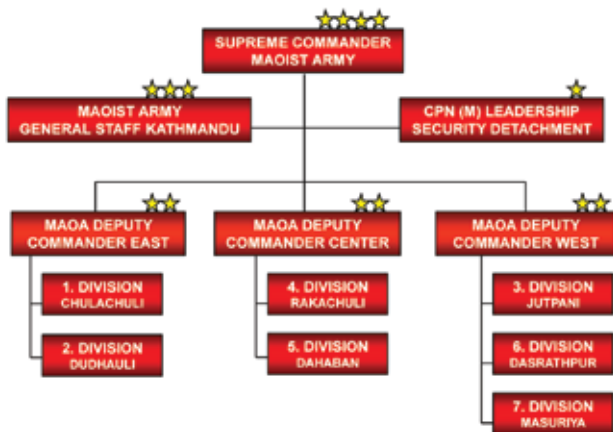 SUPREME COMMANDER
MAOIST ARMY
MAOIST ARMY
GENERAL STAFF KATHMANDU
CPN (M) LEADERSHIP
SECURITY DETACHMENT
MAOA DEPUTY
COMMANDER EAST
MAOA DEPUTY
COMMANDER CENTER
MAOA DEPUTY
COMMANDER WEST
1. DIVISION
CHULACHULI
4. DIVISION
RAKACHULI
3. DIVISION
JUTPANI
2. DIVISION
DUDHAULI
5. DIVISION
DAHABAN
6. DIVISION
DASRATHPUR
7. DIVISION
MASURIYA